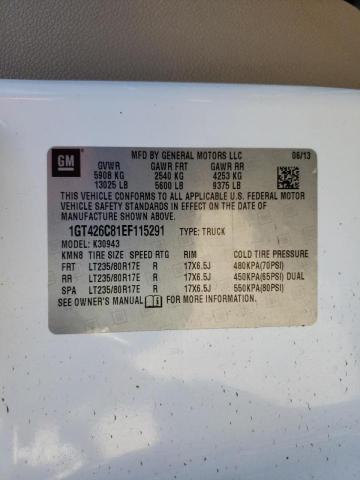 GM
MFD BY GENERAL MOTORS LLC 06/13
GVWR GAWR FRT GAWR RR
5908 KG 2540 KG 4253 KG
13025 LB 5600 LB 9375 LB
THIS VEHICLE CONFORMS TO ALL APPLICABLE U.S. FEDERAL MOTOR
VEHICLE SAFETY AND THEFT PREVENTION STANDARDS IN EFFECT ON
THE DATE OF MANUFACTURE SHOWN ABOVE.
1GT426C81EF115291 TYPE: TRUCK
MODEL: K30943
KMN8 TIRE SIZE SPEED RTG RIM COLD TIRE PRESSURE
FRT LT235/80R17E R 17X6.5J 480KPA(70PSI)
RR LT235/80R17E R 17X6.5J 450KPA(65PSI) DUAL
SPA LT235/80R17E R 17X6.5J 550KPA(80PSI)
SEE OWNER'S MANUAL FOR MORE INFORMATION.